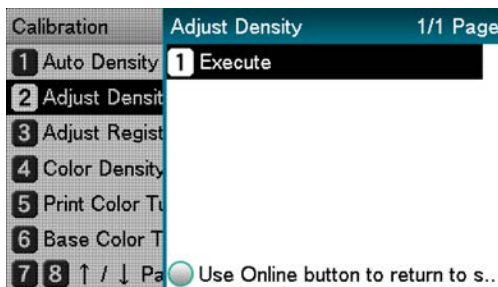 Calibration
1 Auto Density
2 Adjust Densit
3 Adjust Regist
4 Color Density
5 Print Color Tu
6 Base Color T
7 8 ↑ / ↓ Pa
Adjust Density 1/1 Page
1 Execute
Use Online button to return to s..